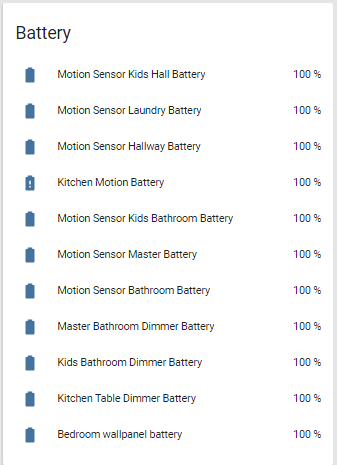 Battery
Motion Sensor Kids Hall Battery 100 %
Motion Sensor Laundry Battery 100 %
Motion Sensor Hallway Battery 100 %
Kitchen Motion Battery 100 %
Motion Sensor Kids Bathroom Battery 100 %
Motion Sensor Master Battery 100 %
Motion Sensor Bathroom Battery 100 %
Master Bathroom Dimmer Battery 100 %
Kids Bathroom Dimmer Battery 100 %
Kitchen Table Dimmer Battery 100 %
Bedroom wallpanel battery 100 %